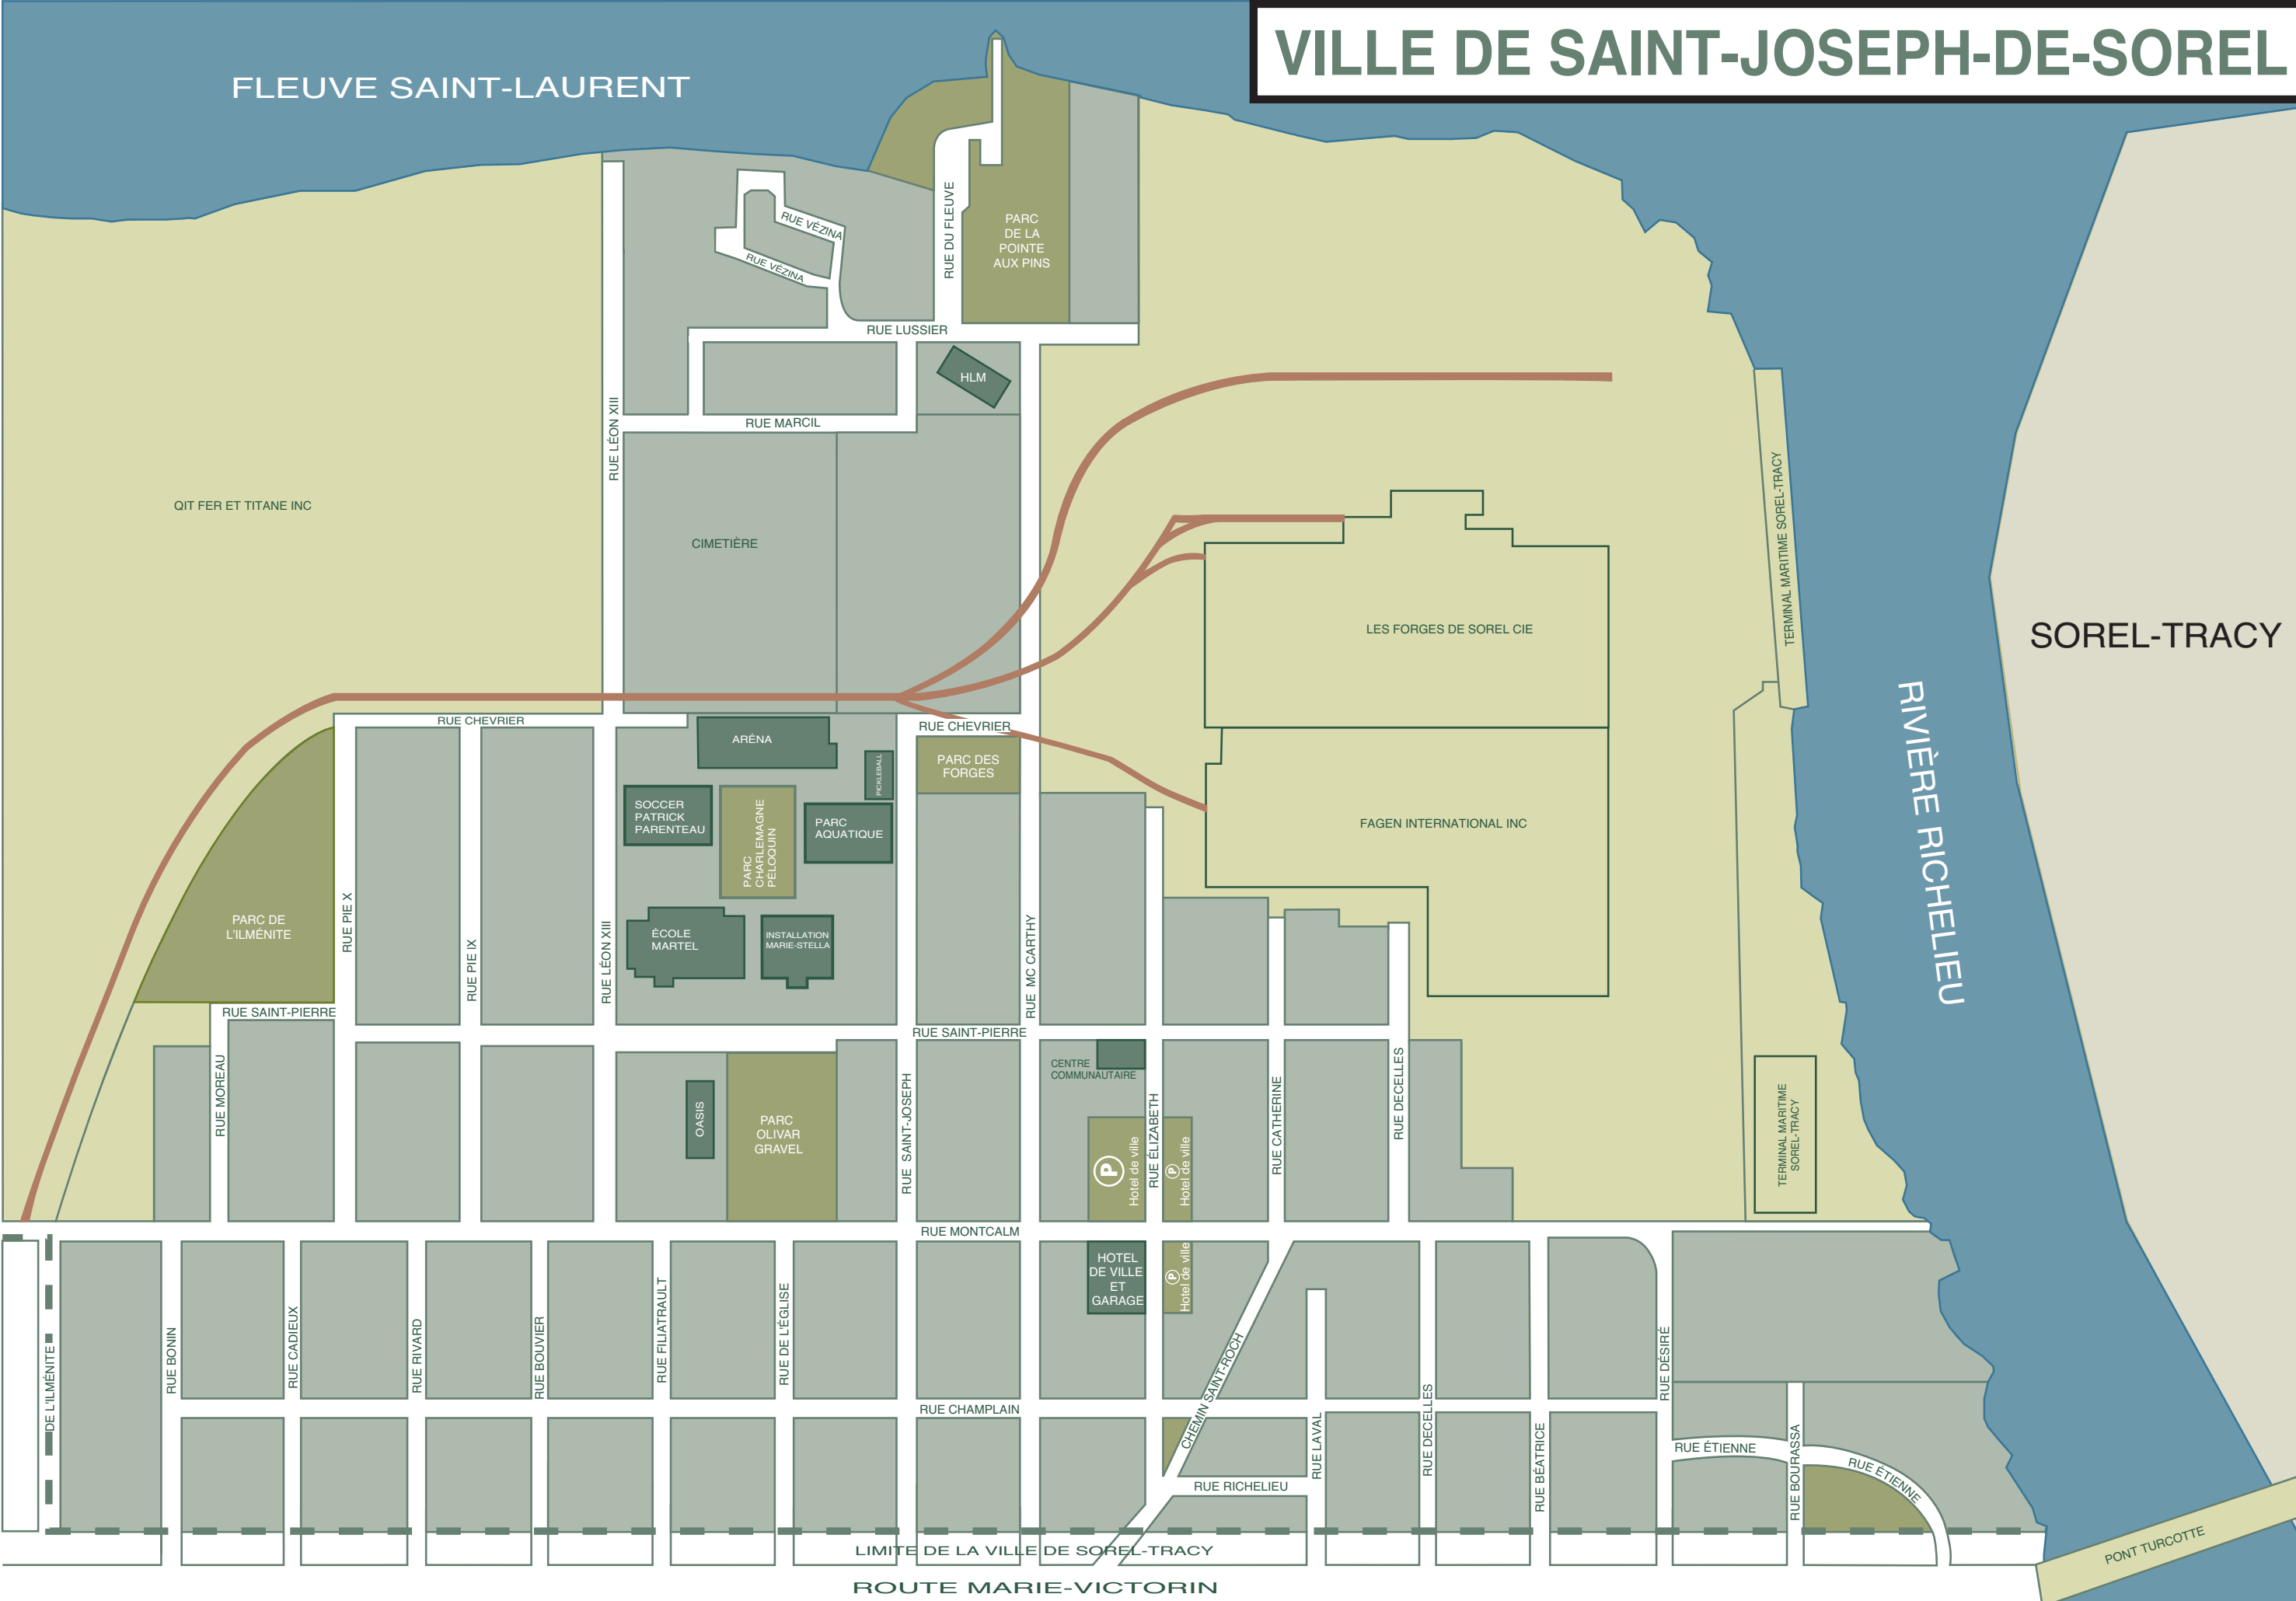 VILLE DE SAINT-JOSEPH-DE-SOREL
FLEUVE SAINT-LAURENT
RUE VÉZINA
RUE VÉZINA
RUE DU FLEUVE
PARC
DE LA
POINTE
AUX PINS
RUE LUSSIER
HLM
RUE MARCIL
RUE LÉON XIII
QIT FER ET TITANE INC
CIMETIÈRE
TERMINAL MARITIME SOREL-TRACY
LES FORGES DE SOREL CIE
SOREL-TRACY
RIVIÈRE RICHELIEU
RUE CHEVRIER
RUE CHEVRIER
ARÉNA
PICKLEBALL
PARC DES
FORGES
SOCCER
PATRICK
PARENTEAU
PARC
CHARLEMAGNE
PÉLOQUIN
PARC
AQUATIQUE
FAGEN INTERNATIONAL INC
PARC DE
L'ILMÉNITE
RUE PIE X
RUE PIE IX
RUE LÉON XIII
ÉCOLE
MARTEL
INSTALLATION
MARIE-STELLA
RUE MC CARTHY
RUE SAINT-PIERRE
RUE SAINT-PIERRE
RUE MOREAU
OASIS
PARC
OLIVAR
GRAVEL
RUE SAINT-JOSEPH
CENTRE
COMMUNAUTAIRE
P
Hotel de ville
RUE ÉLIZABETH
P
Hotel de ville
RUE CATHERINE
RUE DECELLES
TERMINAL MARITIME
SOREL-TRACY
RUE MONTCALM
HOTEL
DE VILLE
ET
GARAGE
P
Hotel de ville
DE L'ILMÉNITE
RUE BONIN
RUE CADIEUX
RUE RIVARD
RUE BOUVIER
RUE FILIATRAULT
RUE DE L'ÉGLISE
CHEMIN SAINT-ROCH
RUE CHAMPLAIN
RUE LAVAL
RUE DECELLES
RUE BÉATRICE
RUE DÉSIRÉ
RUE ÉTIENNE
RUE BOURASSA
RUE ÉTIENNE
RUE RICHELIEU
LIMITE DE LA VILLE DE SOREL-TRACY
PONT TURCOTTE
ROUTE MARIE-VICTORIN